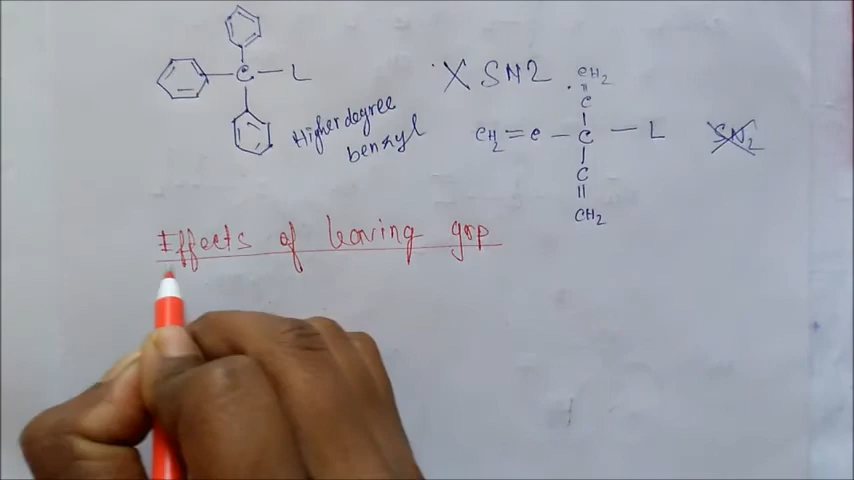 C — L
X SN2
Higher degree
benzyl
CH2
=
C
CH2 = C — C — L
SN2
C
=
CH2
Effects of leaving grp